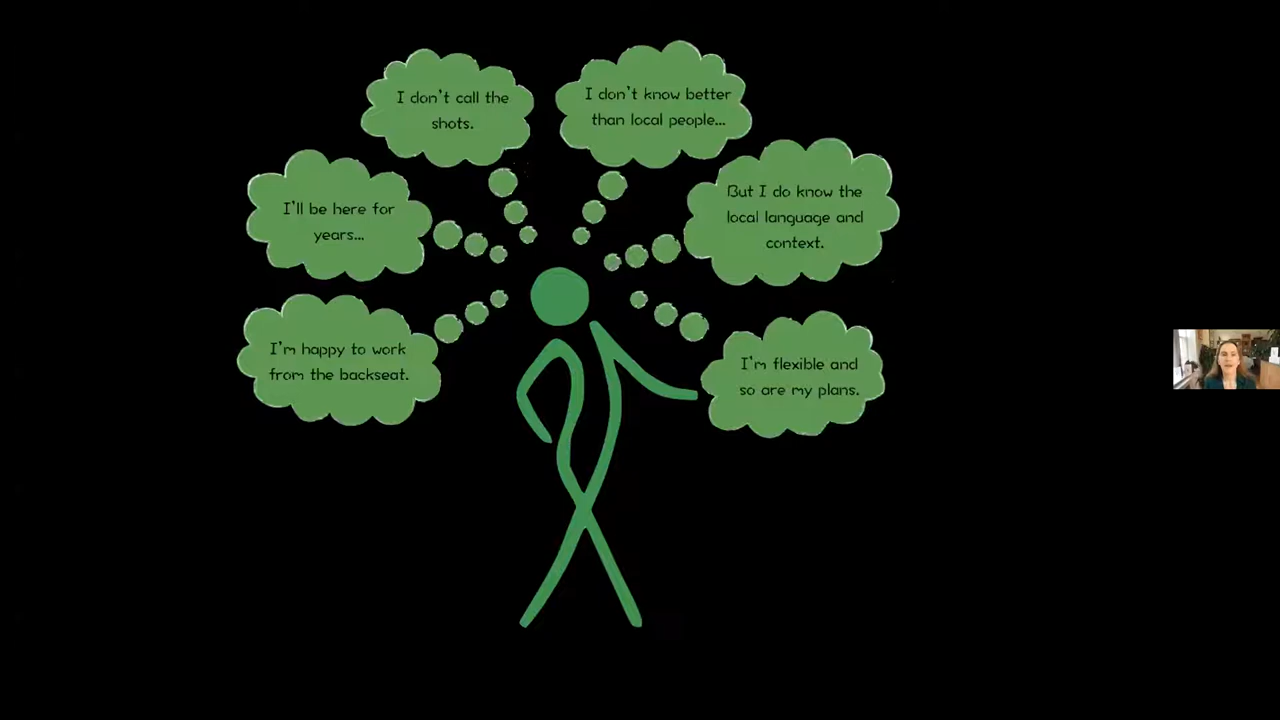 I don't call the
shots.
I don't know better
than local people...
I'll be here for
years...
But I do know the
local language and
context.
I'm happy to work
from the backseat.
I'm flexible and
so are my plans.